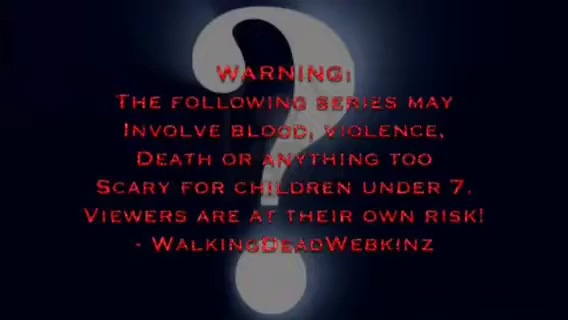 WARNING:
THE FOLLOWING SERIES MAY
INVOLVE BLOOD, VIOLENCE,
DEATH OR ANYTHING TOO
SCARY FOR CHILDREN UNDER 7.
VIEWERS ARE AT THEIR OWN RISK!
- WALKINGDEADWEBKINZ